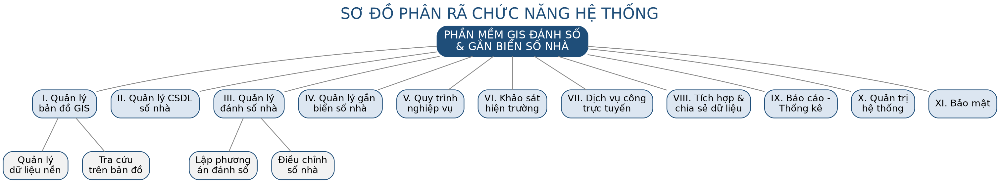 SƠ ĐỒ PHÂN RÃ CHỨC NĂNG HỆ THỐNG
PHẦN MỀM GIS ĐÁNH SỐ
& GẮN BIỂN SỐ NHÀ
I. Quản lý
bản đồ GIS
II. Quản lý CSDL
số nhà
III. Quản lý
đánh số nhà
IV. Quản lý gắn
biển số nhà
V. Quy trình
nghiệp vụ
VI. Khảo sát
hiện trường
VII. Dịch vụ công
trực tuyến
VIII. Tích hợp &
chia sẻ dữ liệu
IX. Báo cáo -
Thống kê
X. Quản trị
hệ thống
XI. Bảo mật
Quản lý
dữ liệu nền
Tra cứu
trên bản đồ
Lập phương
án đánh số
Điều chỉnh
số nhà